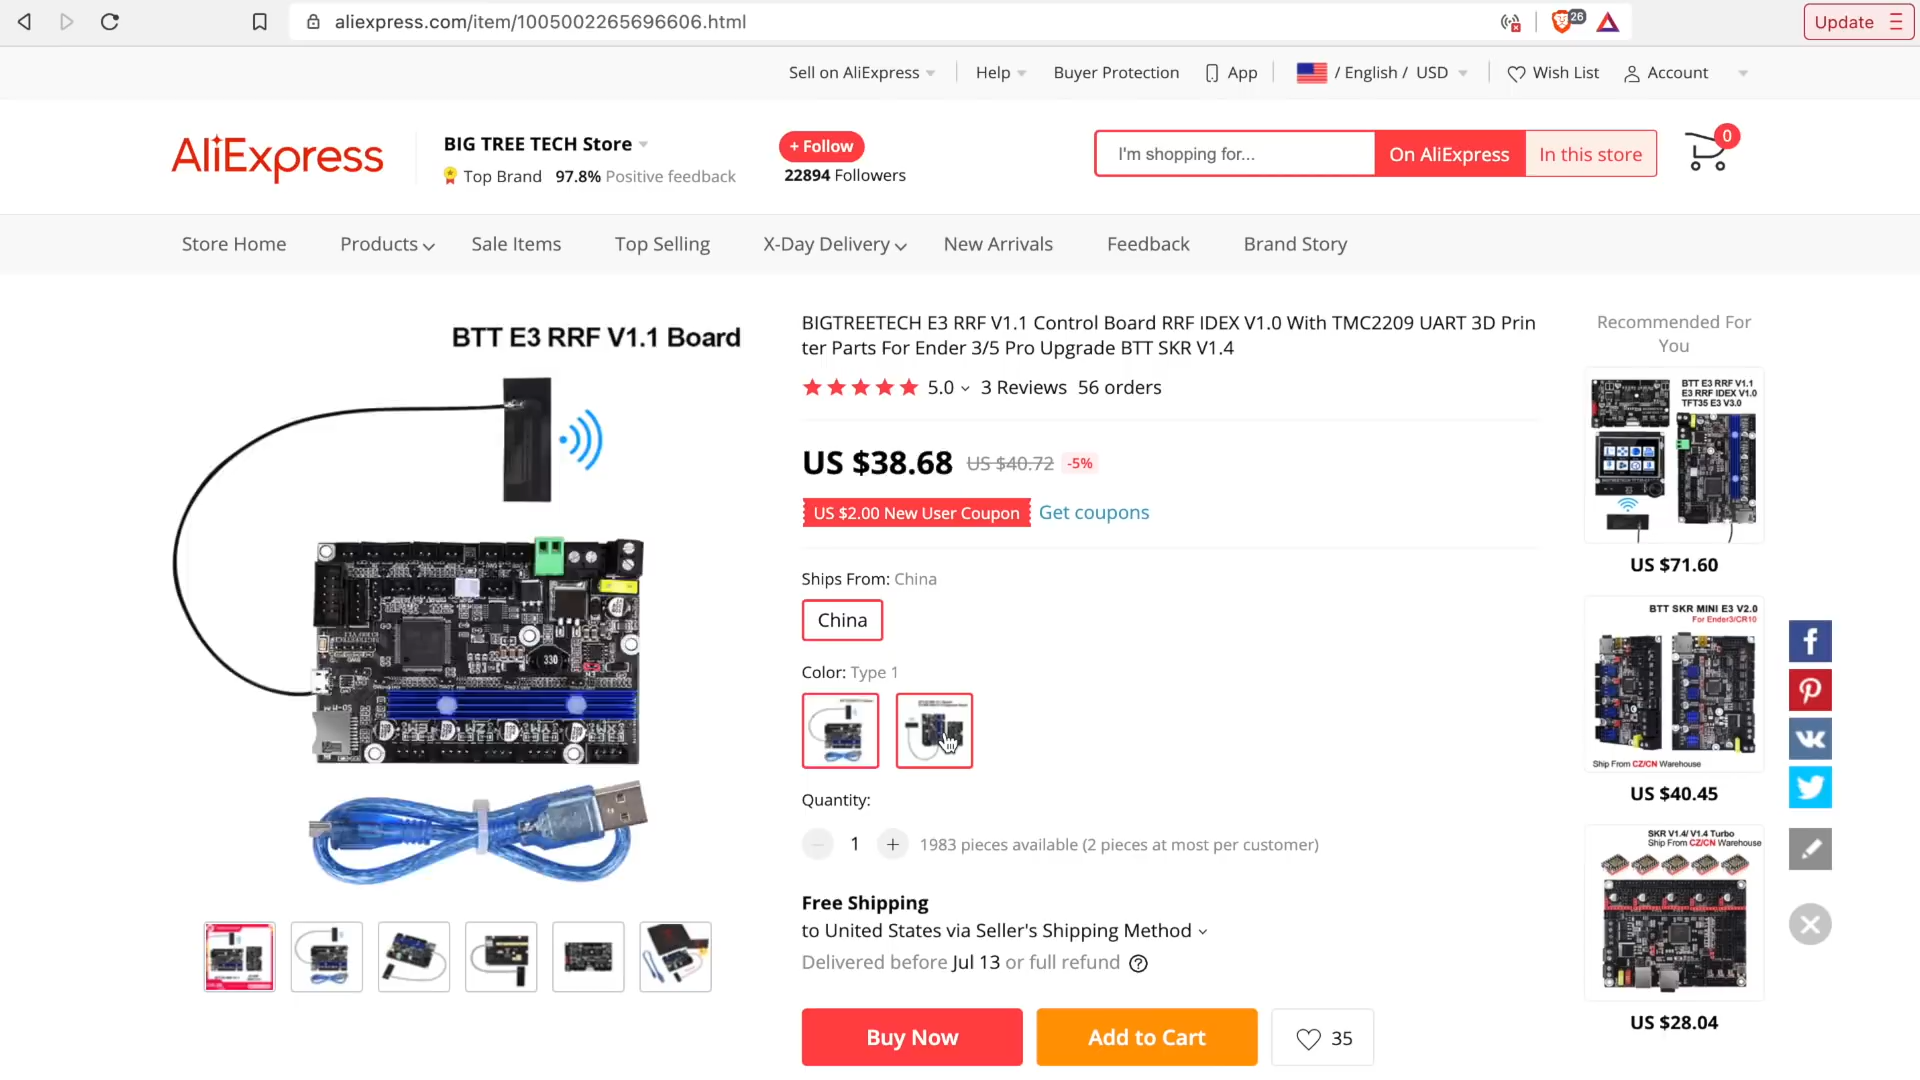 aliexpress.com/item/1005002265696606.html
26
Update
Sell on AliExpress
Help
Buyer Protection
App
/ English / USD
Wish List
Account
AliExpress
BIG TREE TECH Store
Top Brand 97.8% Positive feedback
+ Follow
22894 Followers
I'm shopping for...
On AliExpress
In this store
0
Store Home
Products
Sale Items
Top Selling
X-Day Delivery
New Arrivals
Feedback
Brand Story
BTT E3 RRF V1.1 Board
330
BIGTREETECH E3 RRF V1.1 Control Board RRF IDEX V1.0 With TMC2209 UART 3D Prin
ter Parts For Ender 3/5 Pro Upgrade BTT SKR V1.4
5.0
3 Reviews
56 orders
US $38.68
US $40.72
-5%
US $2.00 New User Coupon
Get coupons
Ships From: China
China
Color: Type 1
Quantity:
1
+
1983 pieces available (2 pieces at most per customer)
Free Shipping
to United States via Seller's Shipping Method
Delivered before Jul 13 or full refund
Buy Now
Add to Cart
35
Recommended For
You
BTT E3 RRF V1.1
E3 RRF IDEX V1.0
TFT35 E3 V3.0
US $71.60
BTT SKR MINI E3 V2.0
For Ender3/CR10
Ship From CZ/CN Warehouse
US $40.45
SKR V1.4/ V1.4 Turbo
Ship From CZ/CN Warehouse
US $28.04